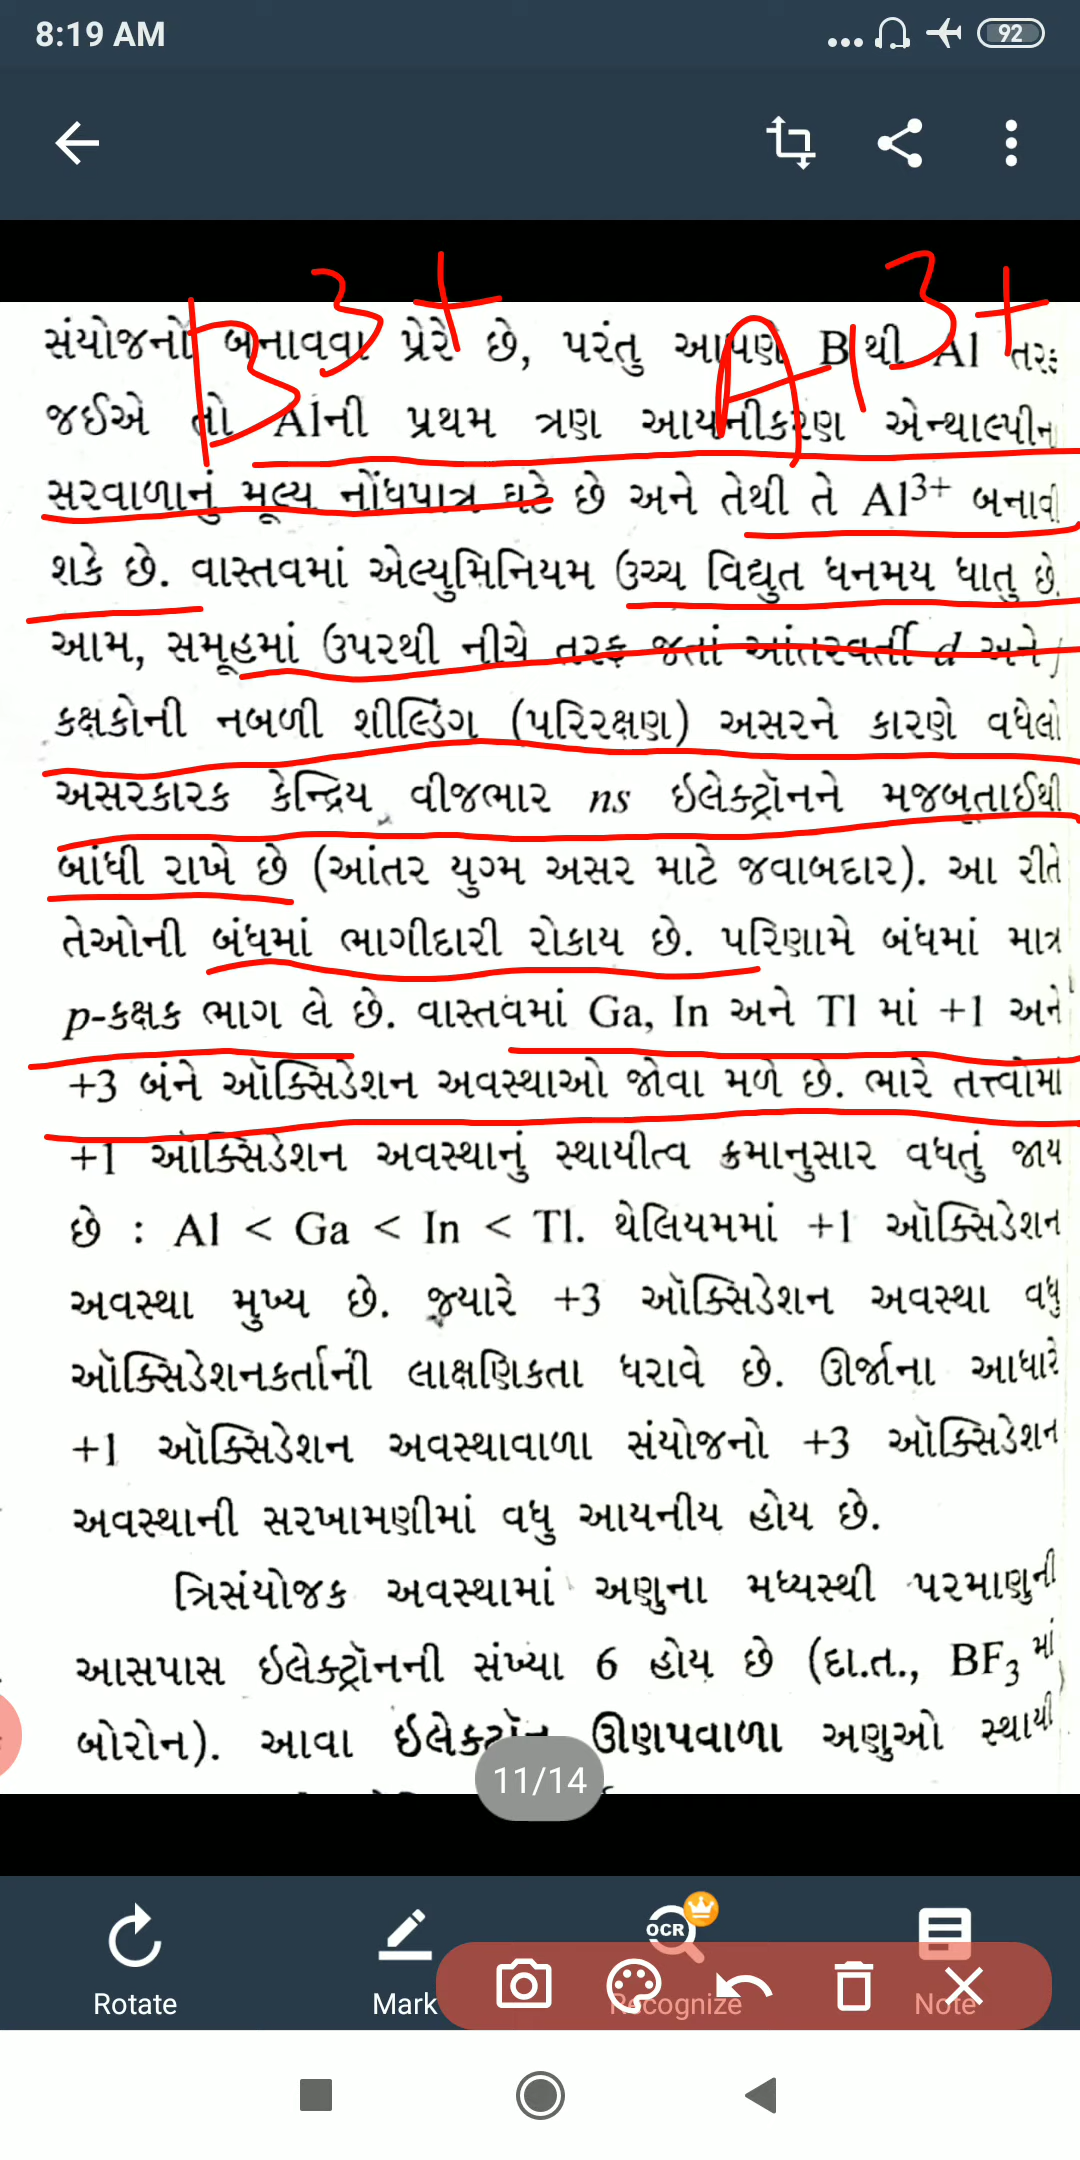 8:19 AM
92
B 3+ Al 3+
સંયોજનો બનાવવા પ્રેરે છે, પરંતુ આપણે B થી Al તરફ
જઈએ તો Alની પ્રથમ ત્રણ આયનીકરણ એન્થાલ્પીના
સરવાળાનું મૂલ્ય નોંધપાત્ર ઘટે છે અને તેથી તે Al³⁺ બનાવી
શકે છે. વાસ્તવમાં એલ્યુમિનિયમ ઉચ્ચ વિદ્યુત ધનમય ધાતુ છે.
આમ, સમૂહમાં ઉપરથી નીચે તરફ જતાં આંતરવર્તી d અને f
કક્ષકોની નબળી શીલ્ડિંગ (પરિરક્ષણ) અસરને કારણે વધેલો
અસરકારક કેન્દ્રિય વીજભાર ns ઇલેક્ટ્રૉનને મજબૂતાઈથી
બાંધી રાખે છે (આંતર યુગ્મ અસર માટે જવાબદાર). આ રીતે
તેઓની બંધમાં ભાગીદારી રોકાય છે. પરિણામે બંધમાં માત્ર
p-કક્ષક ભાગ લે છે. વાસ્તવમાં Ga, In અને Tl માં +1 અને
+3 બંને ઑક્સિડેશન અવસ્થાઓ જોવા મળે છે. ભારે તત્ત્વોમાં
+1 ઑક્સિડેશન અવસ્થાનું સ્થાયીત્વ ક્રમાનુસાર વધતું જાય
છે : Al < Ga < In < Tl. થેલિયમમાં +1 ઑક્સિડેશન
અવસ્થા મુખ્ય છે. જ્યારે +3 ઑક્સિડેશન અવસ્થા વધુ
ઑક્સિડેશનકર્તાની લાક્ષણિકતા ધરાવે છે. ઊર્જાના આધારે
+1 ઑક્સિડેશન અવસ્થાવાળા સંયોજનો +3 ઑક્સિડેશન
અવસ્થાની સરખામણીમાં વધુ આયનીય હોય છે.
ત્રિસંયોજક અવસ્થામાં અણુના મધ્યસ્થી પરમાણુની
આસપાસ ઇલેક્ટ્રૉનની સંખ્યા 6 હોય છે (દા.ત., BF₃ માં
બોરોન). આવા ઇલેક્ટ્રૉન ઊણપવાળા અણુઓ સ્થાયી
11/14
OCR
Rotate Mark Recognize Note